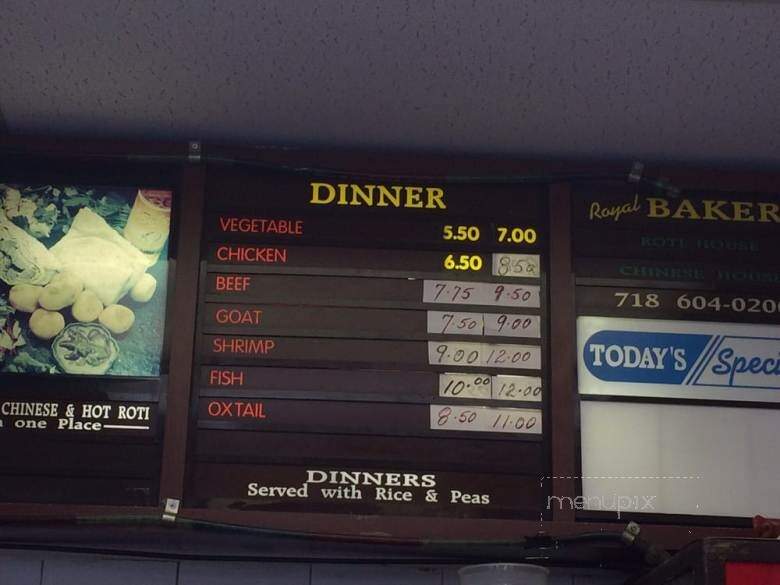 DINNER
VEGETABLE 5.50 7.00
CHICKEN 6.50 8.50
BEEF 7.75 9.50
GOAT 7.50 9.00
SHRIMP 9.00 12.00
FISH 10.00 12.00
OXTAIL 8.50 11.00
DINNERS
Served with Rice & Peas
CHINESE & HOT ROTI
one Place
Royal BAKER
ROTI HOUSE
CHINESE HOUS
718 604-020
TODAY'S Speci
menupix